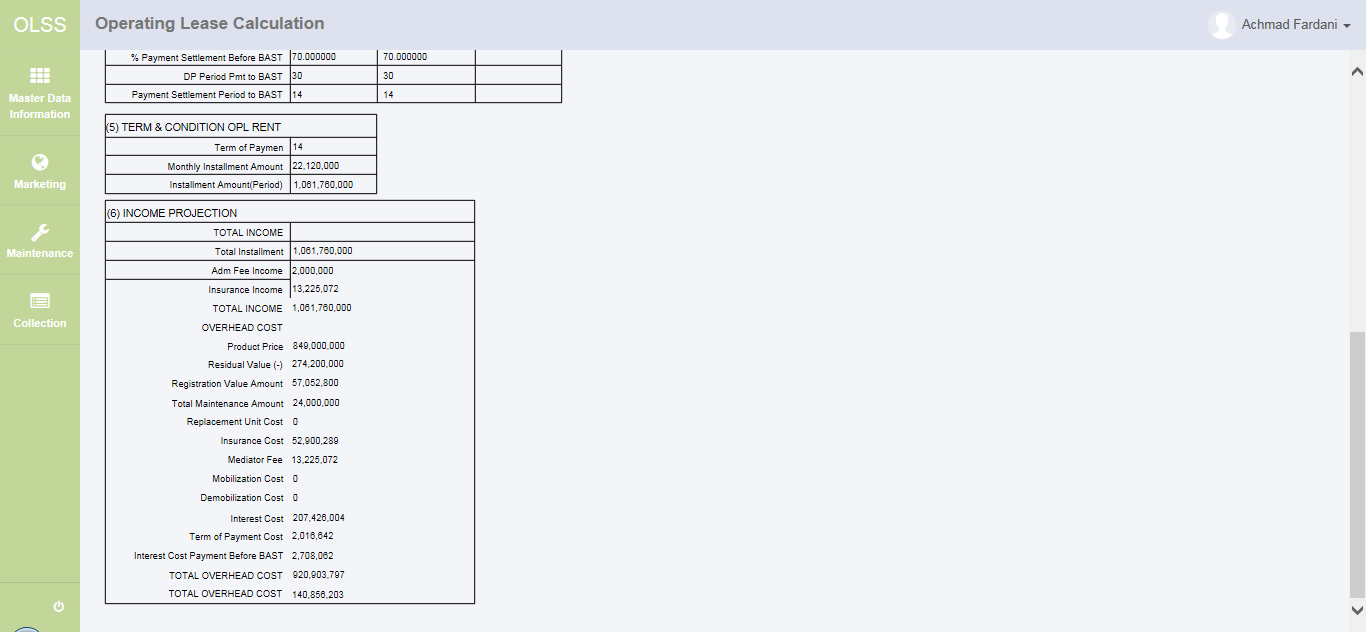 OLSS
Operating Lease Calculation
Achmad Fardani
Master Data
Information
Marketing
Maintenance
Collection
% Payment Settlement Before BAST 70.000000 70.000000
DP Period Pmt to BAST 30 30
Payment Settlement Period to BAST 14 14
(5) TERM & CONDITION OPL RENT
Term of Paymen 14
Monthly Installment Amount 22,120,000
Installment Amount(Period) 1,061,760,000
(6) INCOME PROJECTION
TOTAL INCOME
Total Installment 1,061,760,000
Adm Fee Income 2,000,000
Insurance Income 13,225,072
TOTAL INCOME 1,061,760,000
OVERHEAD COST
Product Price 849,000,000
Residual Value (-) 274,200,000
Registration Value Amount 57,052,800
Total Maintenance Amount 24,000,000
Replacement Unit Cost 0
Insurance Cost 52,900,289
Mediator Fee 13,225,072
Mobilization Cost 0
Demobilization Cost 0
Interest Cost 207,426,004
Term of Payment Cost 2,016,642
Interest Cost Payment Before BAST 2,708,062
TOTAL OVERHEAD COST 920,903,797
TOTAL OVERHEAD COST 140,856,203